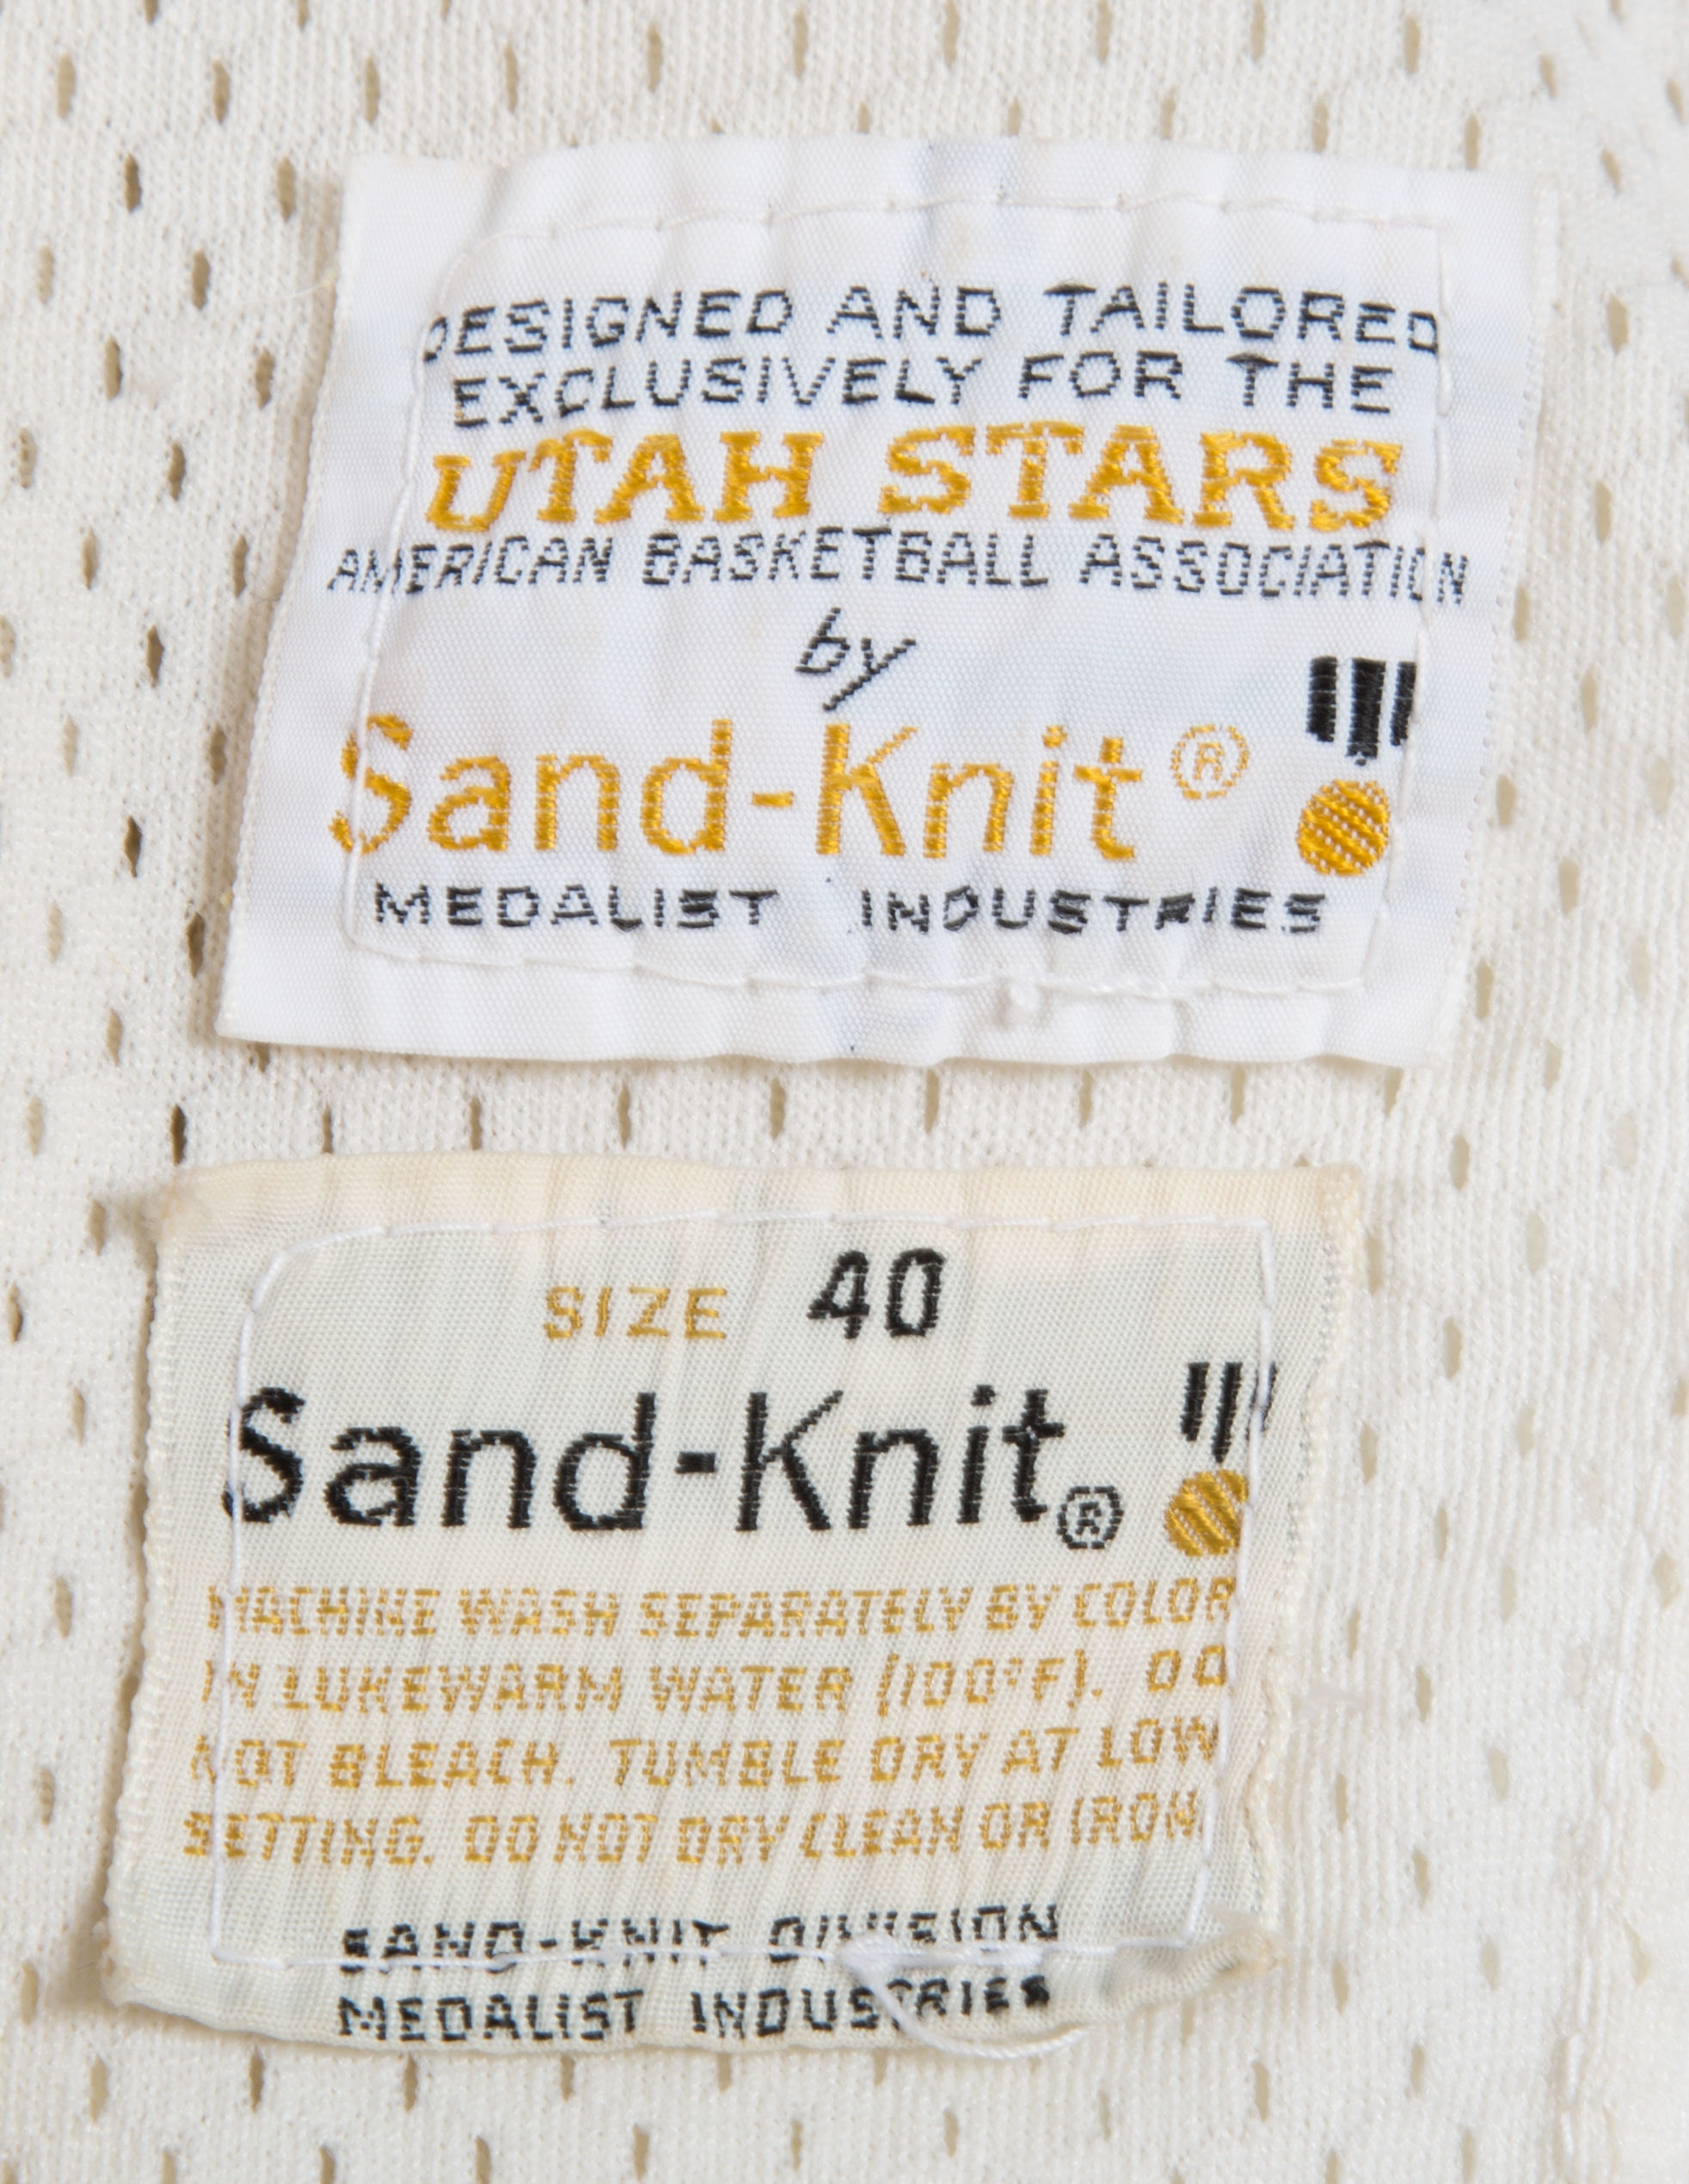 DESIGNED AND TAILORED
EXCLUSIVELY FOR THE
UTAH STARS
AMERICAN BASKETBALL ASSOCIATION
by
Sand-Knit®
MEDALIST INDUSTRIES
SIZE 40
Sand-Knit®
MACHINE WASH SEPARATELY BY COLOR
IN LUKEWARM WATER (100°F). DO
NOT BLEACH. TUMBLE DRY AT LOW
SETTING. DO NOT DRY CLEAN OR IRON.
SAND-KNIT DIVISION
MEDALIST INDUSTRIES